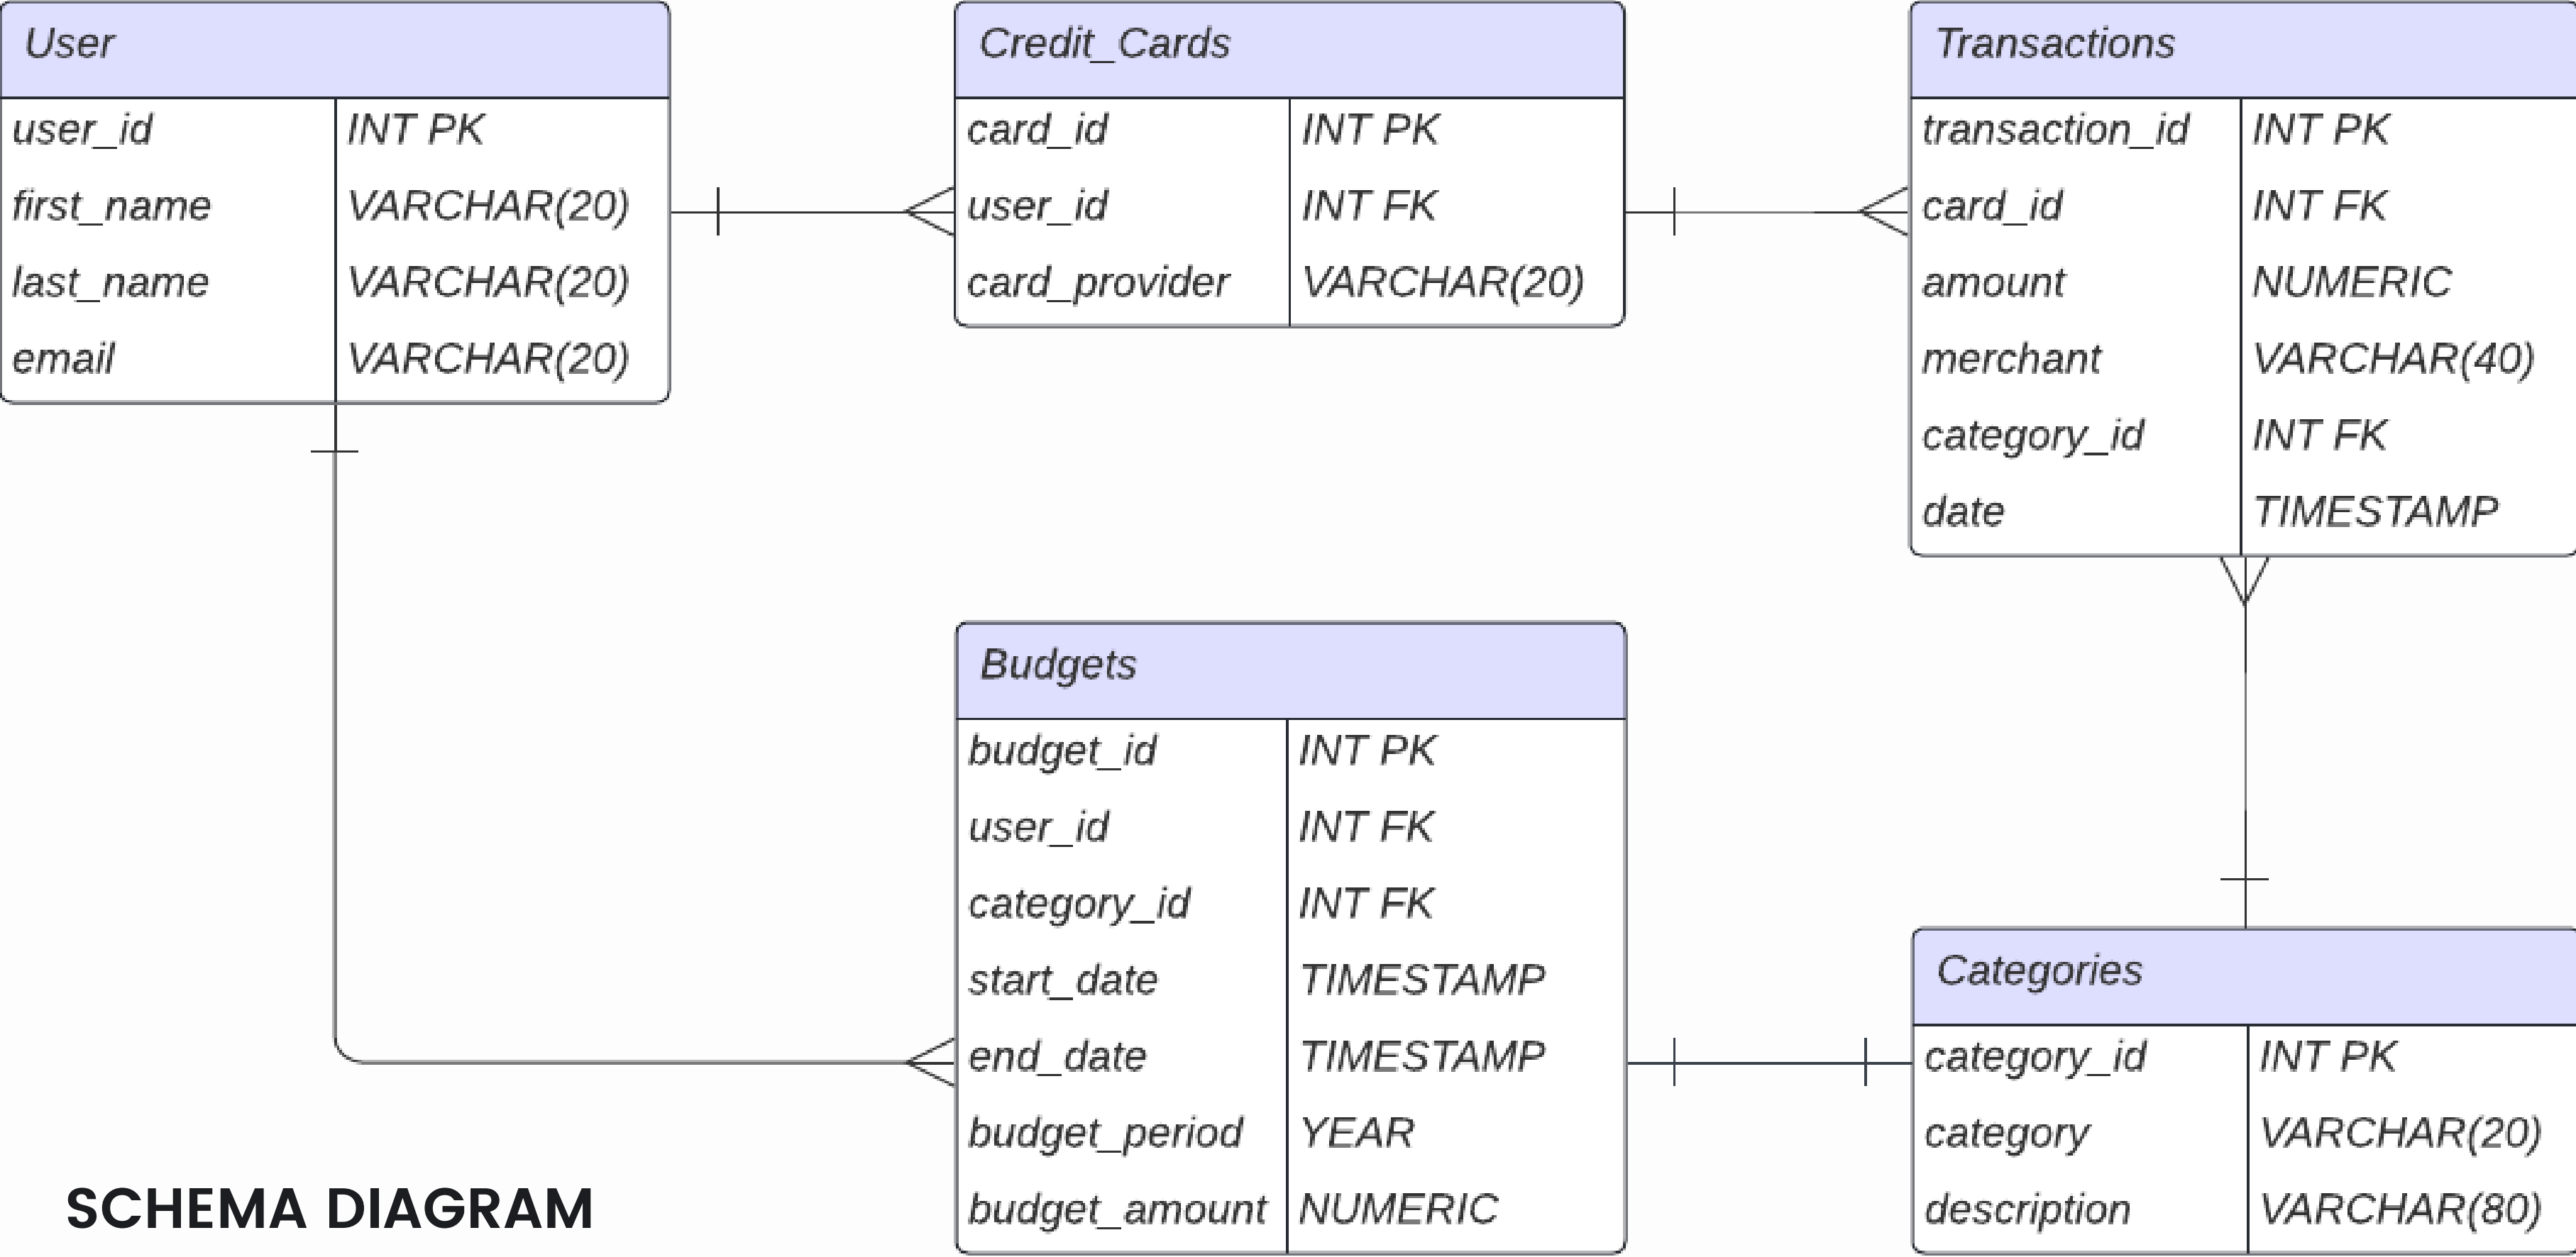 User
user_id INT PK
first_name VARCHAR(20)
last_name VARCHAR(20)
email VARCHAR(20)
Credit_Cards
card_id INT PK
user_id INT FK
card_provider VARCHAR(20)
Transactions
transaction_id INT PK
card_id INT FK
amount NUMERIC
merchant VARCHAR(40)
category_id INT FK
date TIMESTAMP
Budgets
budget_id INT PK
user_id INT FK
category_id INT FK
start_date TIMESTAMP
end_date TIMESTAMP
budget_period YEAR
budget_amount NUMERIC
Categories
category_id INT PK
category VARCHAR(20)
description VARCHAR(80)
SCHEMA DIAGRAM